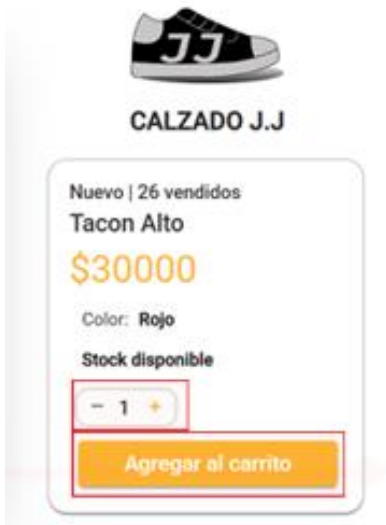 JJ
CALZADO J.J
Nuevo | 26 vendidos
Tacon Alto
$30000
Color: Rojo
Stock disponible
− 1 +
Agregar al carrito